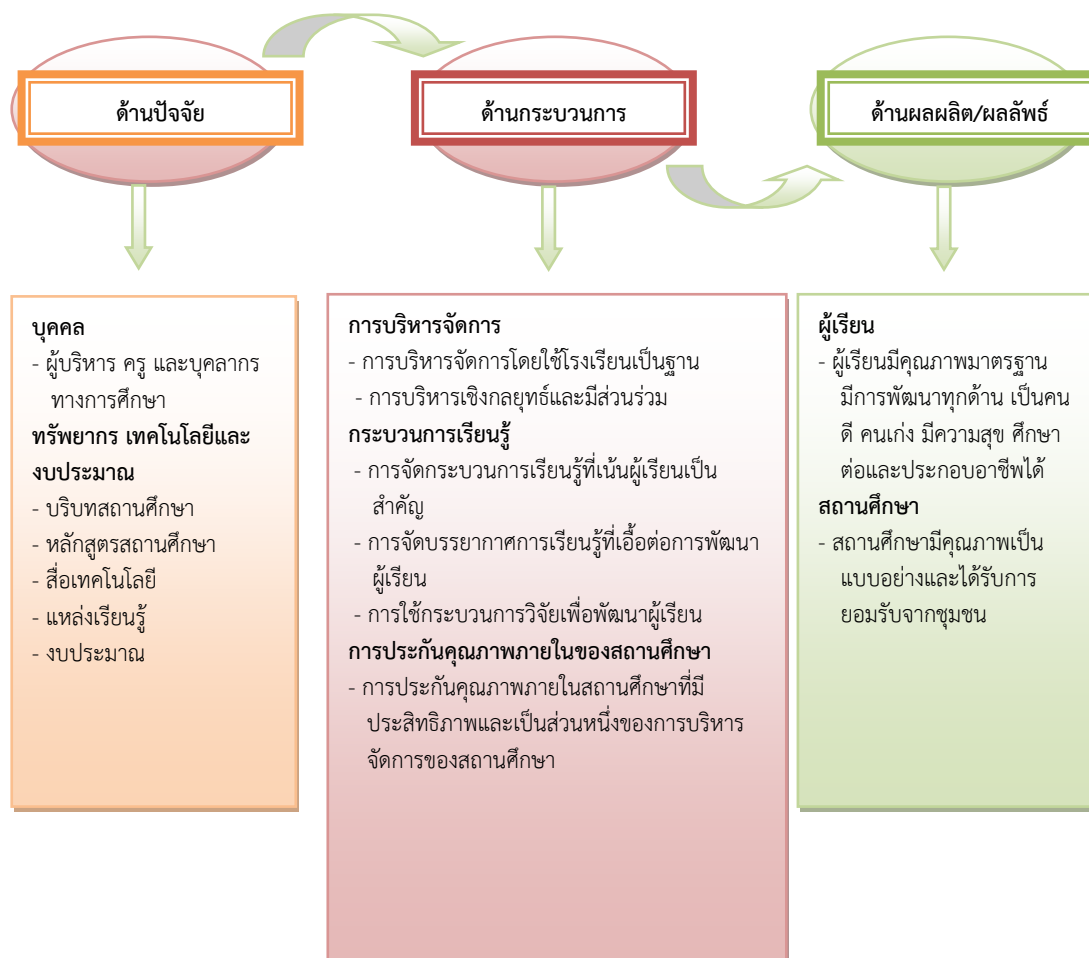 ด้านปัจจัย
ด้านกระบวนการ
ด้านผลผลิต/ผลลัพธ์
บุคคล
- ผู้บริหาร ครู และบุคลากร
ทางการศึกษา
ทรัพยากร เทคโนโลยีและ
งบประมาณ
- บริบทสถานศึกษา
- หลักสูตรสถานศึกษา
- สื่อเทคโนโลยี
- แหล่งเรียนรู้
- งบประมาณ
การบริหารจัดการ
- การบริหารจัดการโดยใช้โรงเรียนเป็นฐาน
- การบริหารเชิงกลยุทธ์และมีส่วนร่วม
กระบวนการเรียนรู้
- การจัดกระบวนการเรียนรู้ที่เน้นผู้เรียนเป็น
สำคัญ
- การจัดบรรยากาศการเรียนรู้ที่เอื้อต่อการพัฒนา
ผู้เรียน
- การใช้กระบวนการวิจัยเพื่อพัฒนาผู้เรียน
การประกันคุณภาพภายในของสถานศึกษา
- การประกันคุณภาพภายในสถานศึกษาที่มี
ประสิทธิภาพและเป็นส่วนหนึ่งของการบริหาร
จัดการของสถานศึกษา
ผู้เรียน
- ผู้เรียนมีคุณภาพมาตรฐาน
มีการพัฒนาทุกด้าน เป็นคน
ดี คนเก่ง มีความสุข ศึกษา
ต่อและประกอบอาชีพได้
สถานศึกษา
- สถานศึกษามีคุณภาพเป็น
แบบอย่างและได้รับการ
ยอมรับจากชุมชน